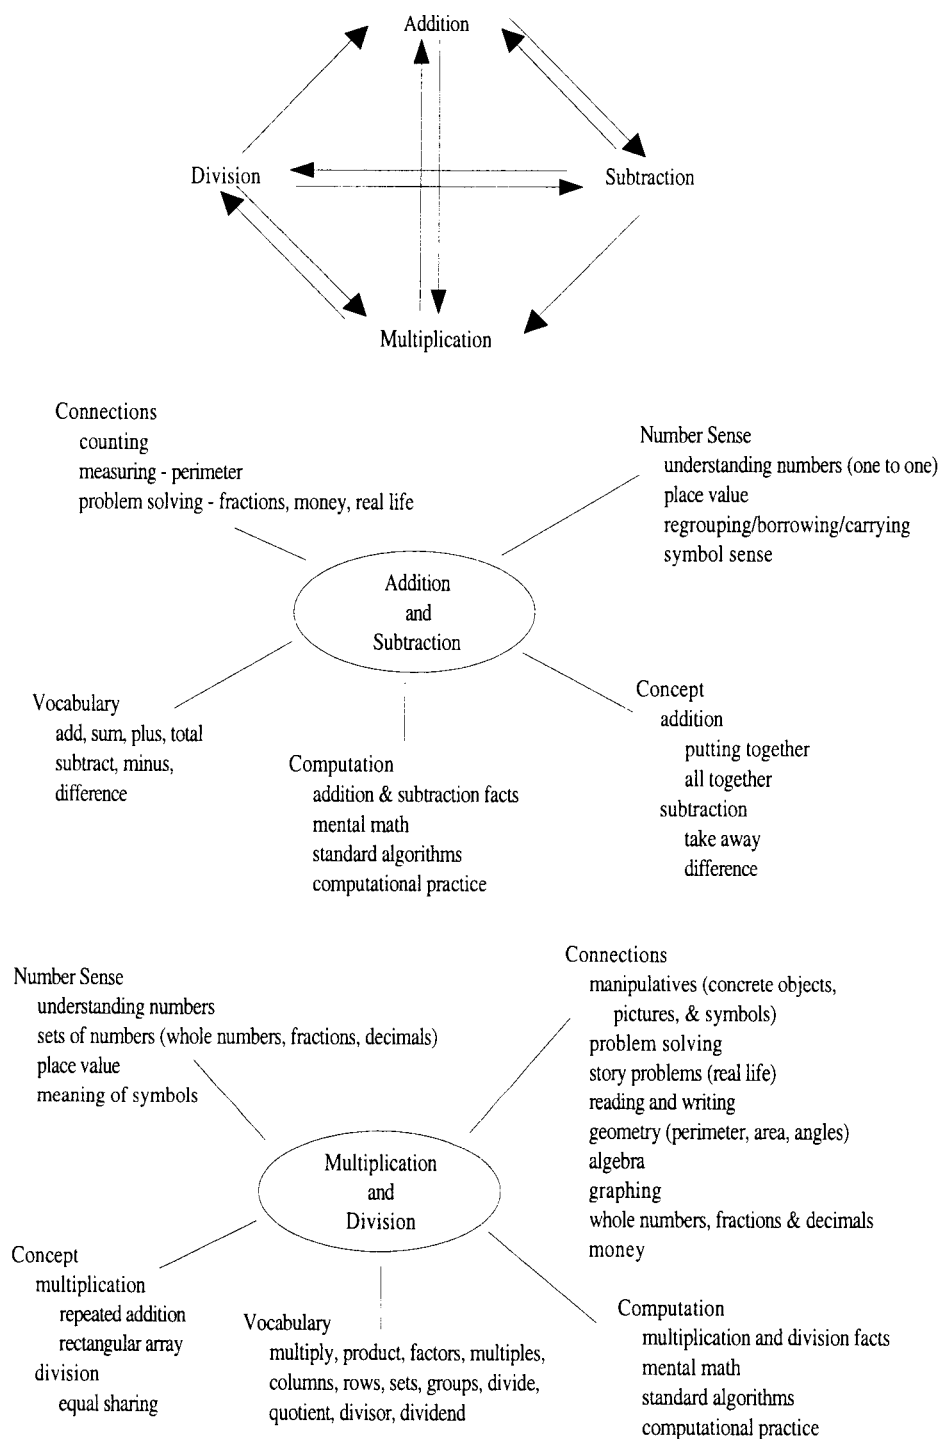 Addition
Division
Subtraction
Multiplication
Connections
counting
measuring - perimeter
problem solving - fractions, money, real life
Number Sense
understanding numbers (one to one)
place value
regrouping/borrowing/carrying
symbol sense
Addition
and
Subtraction
Vocabulary
add, sum, plus, total
subtract, minus,
difference
Computation
addition & subtraction facts
mental math
standard algorithms
computational practice
Concept
addition
putting together
all together
subtraction
take away
difference
Number Sense
understanding numbers
sets of numbers (whole numbers, fractions, decimals)
place value
meaning of symbols
Connections
manipulatives (concrete objects,
pictures, & symbols)
problem solving
story problems (real life)
reading and writing
geometry (perimeter, area, angles)
algebra
graphing
whole numbers, fractions & decimals
money
Multiplication
and
Division
Concept
multiplication
repeated addition
rectangular array
division
equal sharing
Vocabulary
multiply, product, factors, multiples,
columns, rows, sets, groups, divide,
quotient, divisor, dividend
Computation
multiplication and division facts
mental math
standard algorithms
computational practice